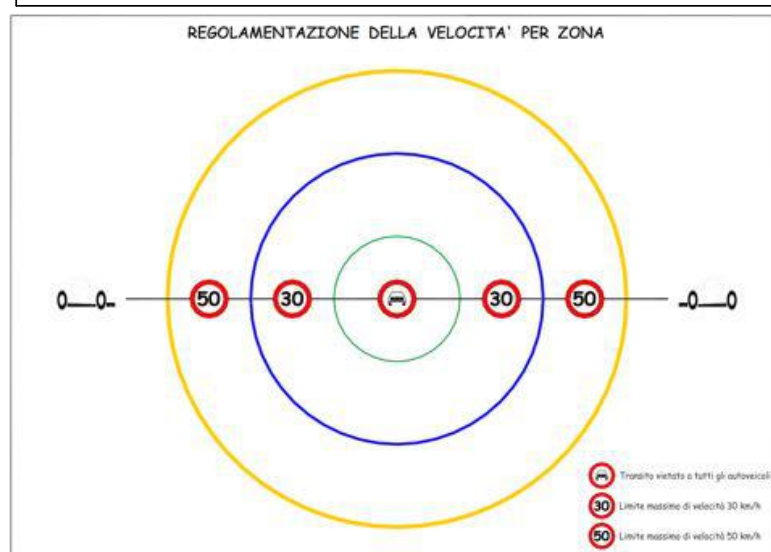 REGOLAMENTAZIONE DELLA VELOCITA' PER ZONA
50 30 30 50
Transito vietato a tutti gli autoveicoli
30 Limite massimo di velocità 30 km/h
50 Limite massimo di velocità 50 km/h